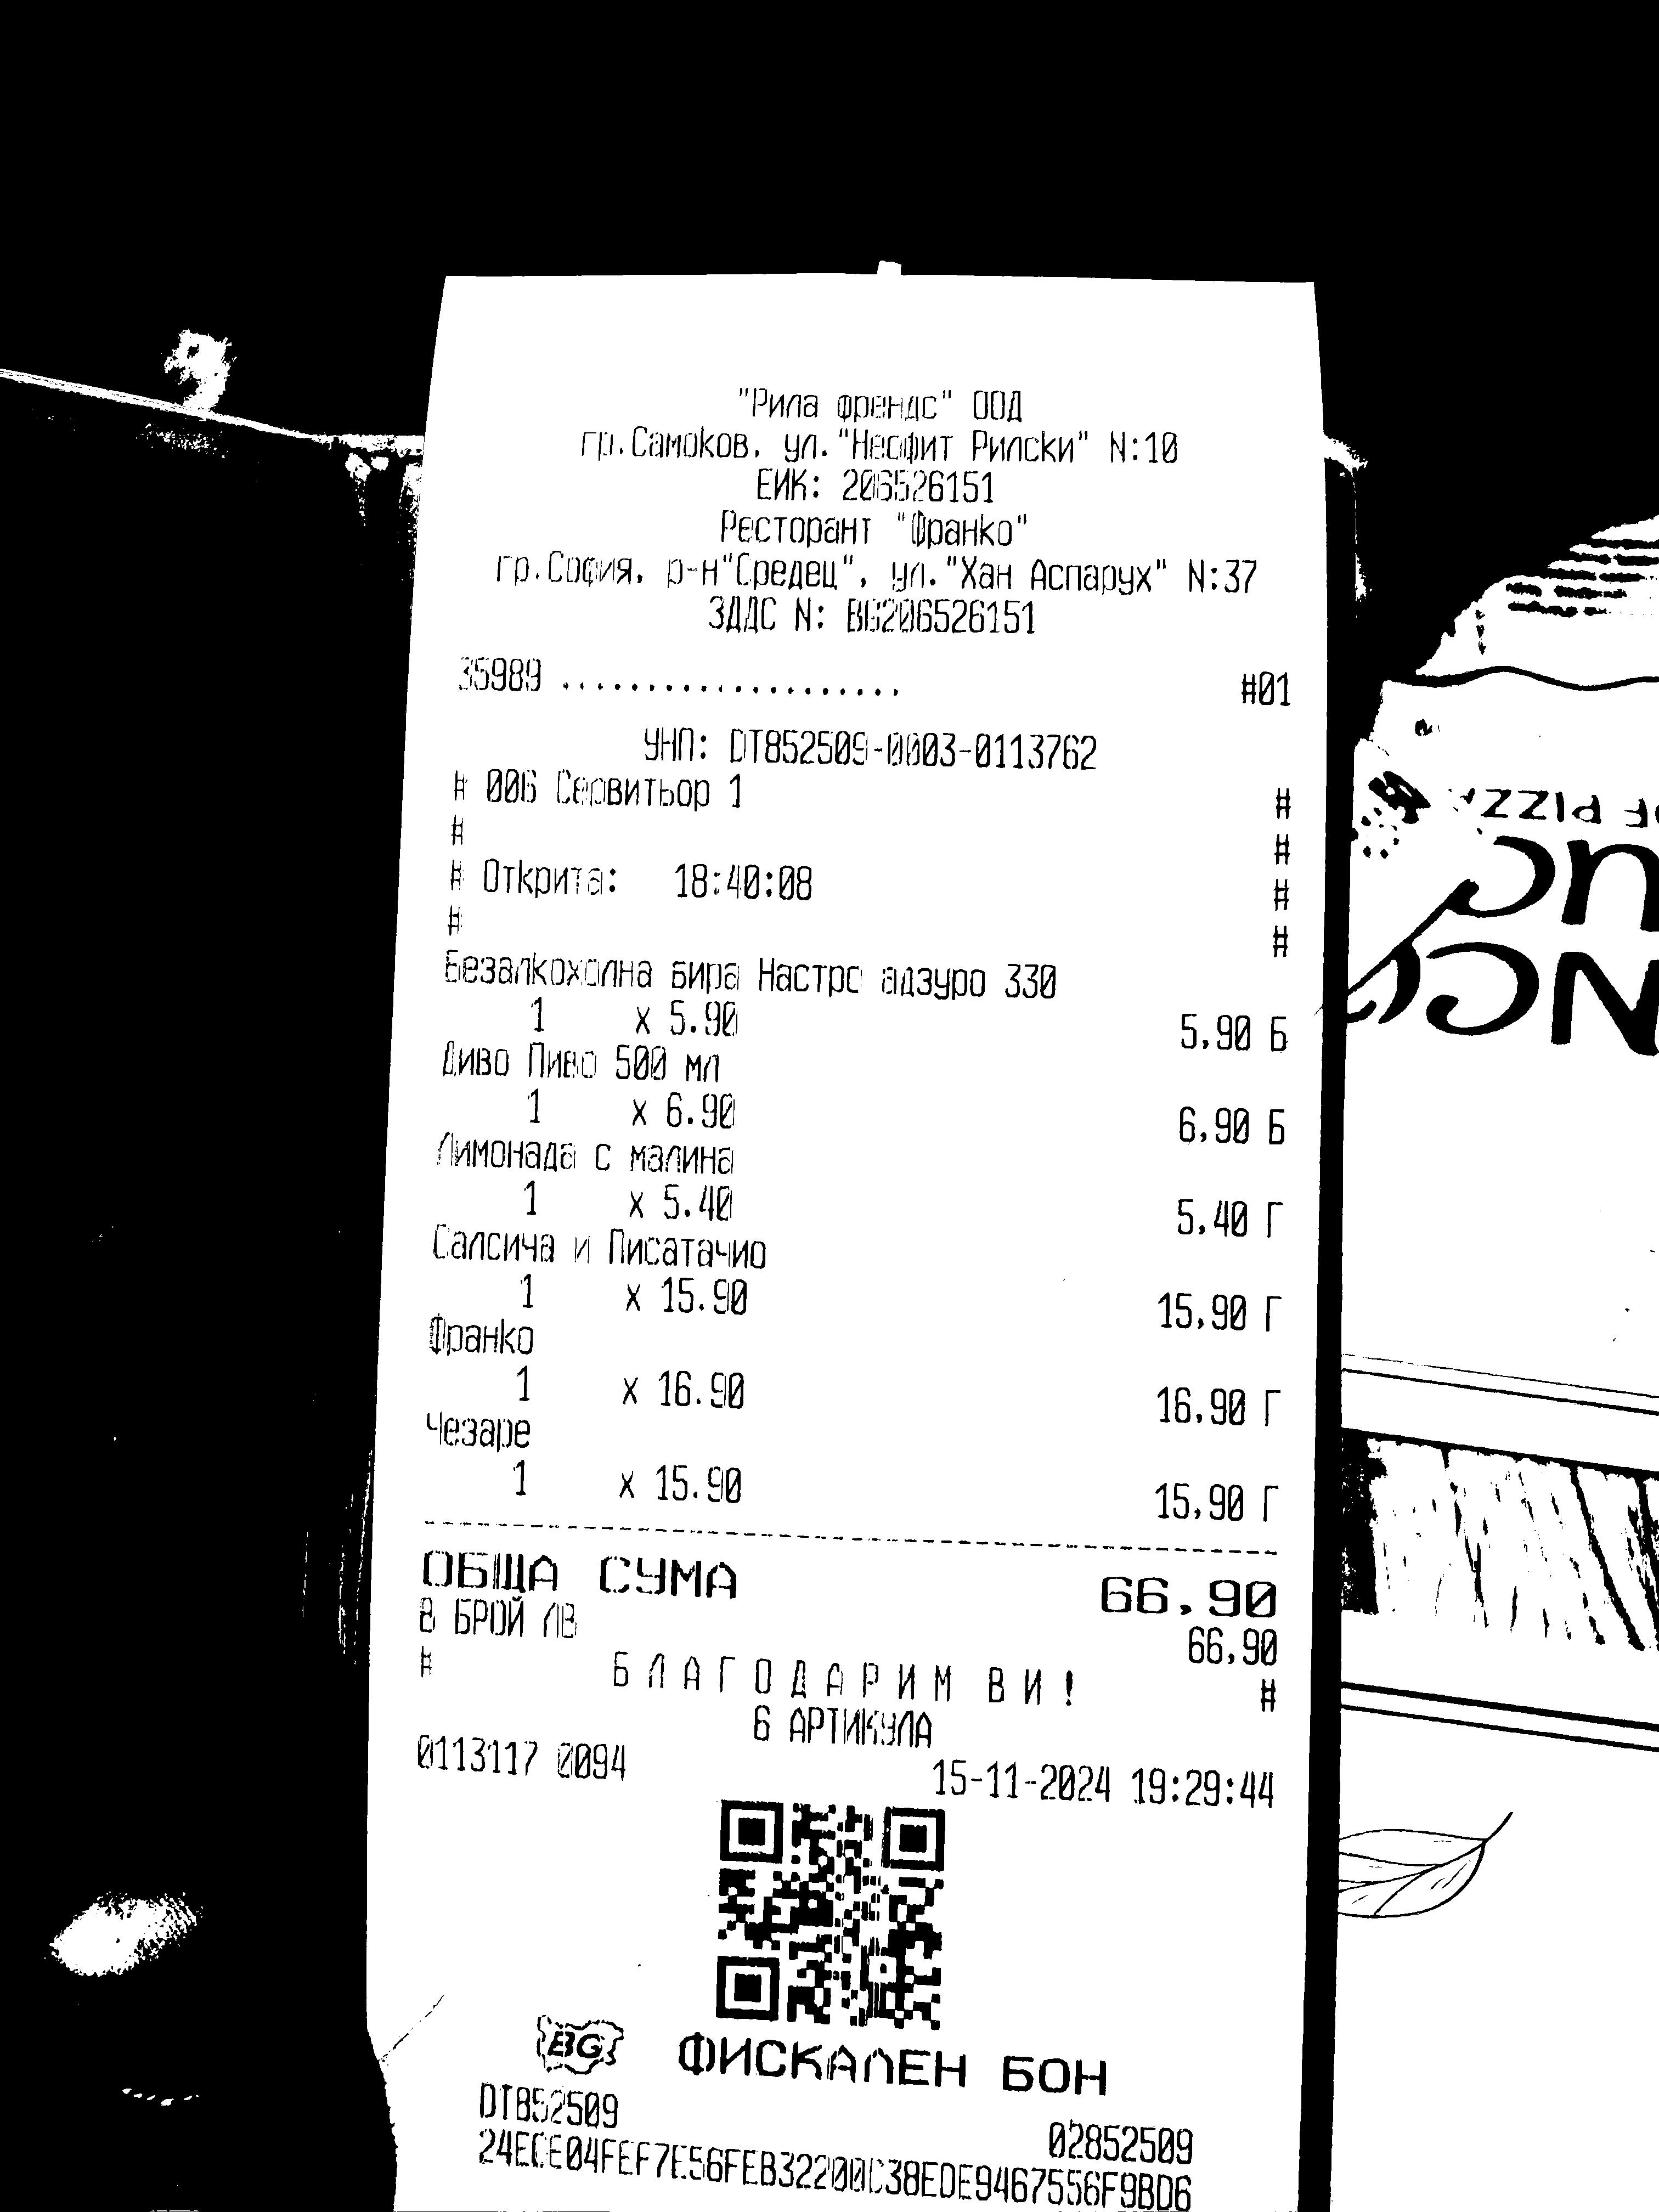 "Рила френдс" ООД
гр.Самоков, ул."Неофит Рилски" N:10
ЕИК: 206526151
Ресторант "Франко"
гр.София, р-н"Средец", ул."Хан Аспарух" N:37
ЗДДС N: BG206526151
35989 .................... #01
УНП: DT852509-0003-0113762
# 006 Сервитьор 1 #
# #
# Открита: 18:40:08 #
# #
Безалкохолна бира Настро адзуро 330
1 x 5.90 5,90 Б
Диво Пиво 500 мл
1 x 6.90 6,90 Б
Лимонада с малина
1 x 5.40 5,40 Г
Салсича и Писатачио
1 x 15.90 15,90 Г
Франко
1 x 16.90 16,90 Г
Чезаре
1 x 15.90 15,90 Г
ОБЩА СУМА 66,90
В БРОЙ ЛВ 66,90
# БЛАГОДАРИМ ВИ! #
6 АРТИКУЛА
0113117 0094 15-11-2024 19:29:44
BG ФИСКАЛЕН БОН
DT852509 02852509
24ECE04FEF7E56FEB32200C38EDE9467556F9BD6
PIZZA